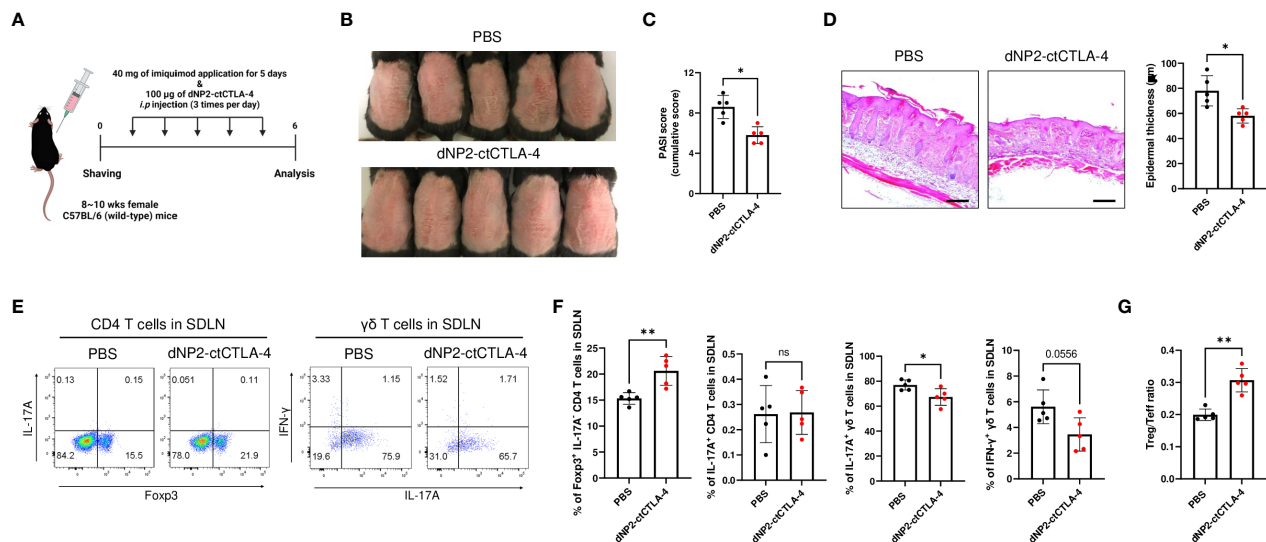 A
40 mg of imiquimod application for 5 days
&
100 μg of dNP2-ctCTLA-4
i.p injection (3 times per day)
0
6
Shaving
Analysis
8~10 wks female
C57BL/6 (wild-type) mice
B
PBS
dNP2-ctCTLA-4
C
PASI score
(cumulative score)
12
8
4
0
*
PBS
dNP2-ctCTLA-4
D
PBS
dNP2-ctCTLA-4
Epidermal thickness
100
80
60
40
20
0
*
PBS
dNP2-ctCTLA-4
E
CD4 T cells in SDLN
PBS
dNP2-ctCTLA-4
IL-17A
0.13
0.15
84.2
15.5
0.051
0.11
78.0
21.9
Foxp3
γδ T cells in SDLN
PBS
dNP2-ctCTLA-4
IFN-γ
3.33
1.15
19.6
75.9
1.52
1.71
31.0
65.7
IL-17A
F
% of Foxp3⁺ IL-17A⁻ CD4 T cells in SDLN
25
20
15
10
5
0
**
PBS
dNP2-ctCTLA-4
% of IL-17A⁺ CD4 T cells in SDLN
0.5
0.4
0.3
0.2
0.1
0.0
ns
PBS
dNP2-ctCTLA-4
% of IL-17A⁺ γδ T cells in SDLN
100
80
60
40
20
0
*
PBS
dNP2-ctCTLA-4
% of IFN-γ⁺ γδ T cells in SDLN
10
8
6
4
2
0
0.0556
PBS
dNP2-ctCTLA-4
G
Treg/Teff ratio
0.4
0.3
0.2
0.1
0.0
**
PBS
dNP2-ctCTLA-4